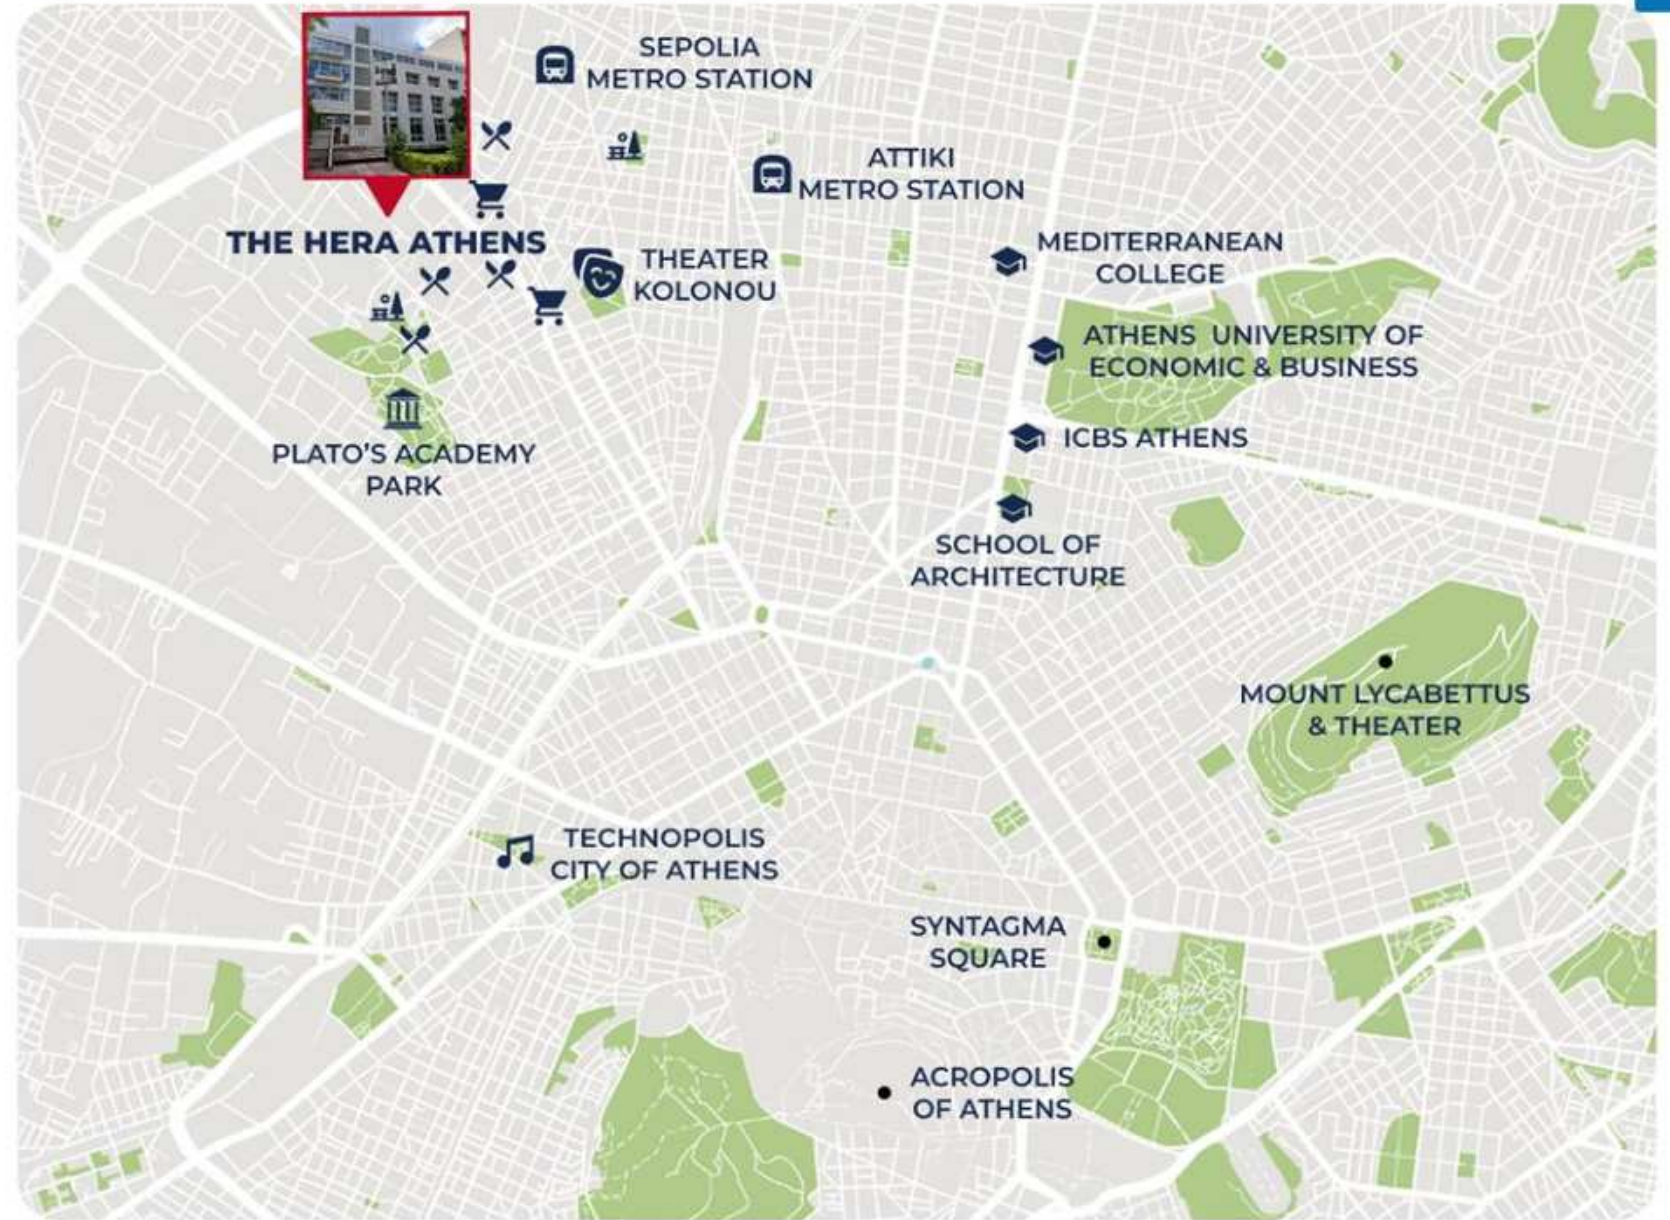 SEPOLIA
METRO STATION
ATTIKI
METRO STATION
THE HERA ATHENS
THEATER
KOLONOU
MEDITERRANEAN
COLLEGE
ATHENS UNIVERSITY OF
ECONOMIC & BUSINESS
ICBS ATHENS
PLATO'S ACADEMY
PARK
SCHOOL OF
ARCHITECTURE
MOUNT LYCABETTUS
& THEATER
TECHNOPOLIS
CITY OF ATHENS
SYNTAGMA
SQUARE
ACROPOLIS
OF ATHENS